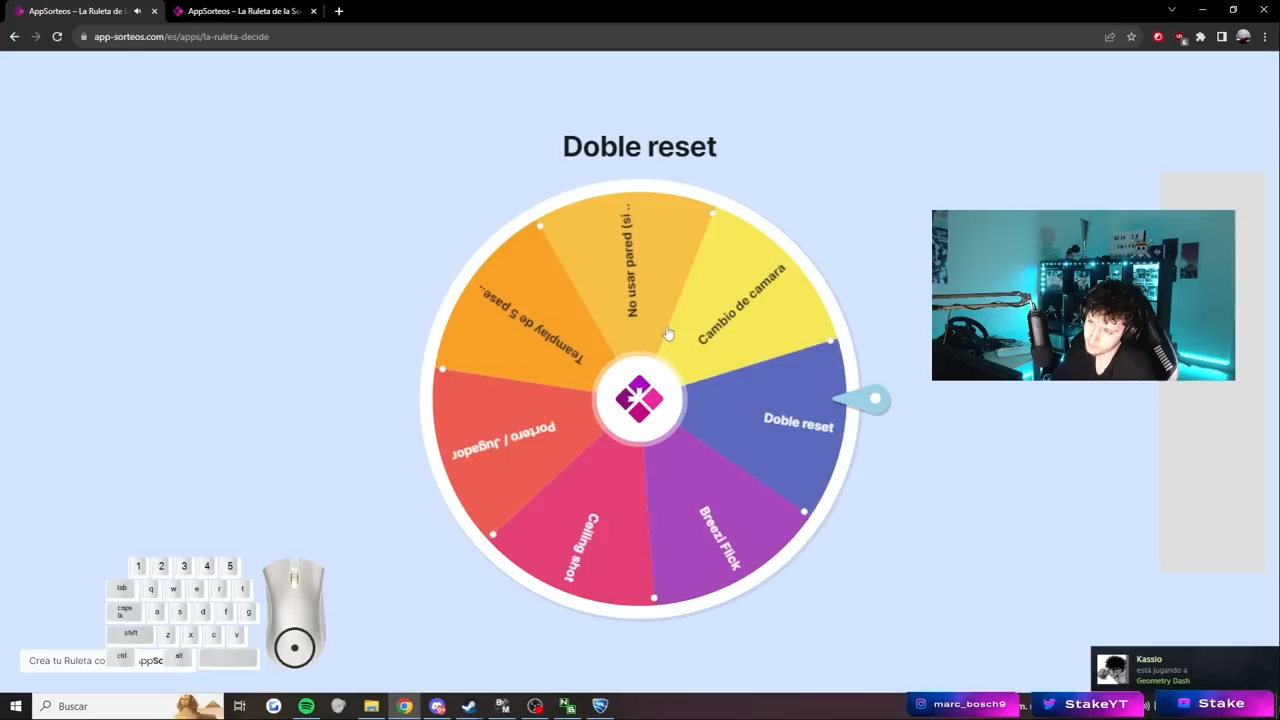 AppSorteos – La Ruleta de l
AppSorteos – La Ruleta de la Su
app-sorteos.com/es/apps/la-ruleta-decide
6
Doble reset
No usar pared (si ..
Cambio de camara
Teamplay de 5 pase..
Doble reset
Portero / Jugador
Breezi Flick
Ceiling shot
1 2 3 4 5
tab q w e r t
caps lk a s d f g
shift z x c v
ctrl alt
Crea tu Ruleta co
AppSo
Kassio
está jugando a
Geometry Dash
Buscar
marc_bosch9
StakeYT
Stake